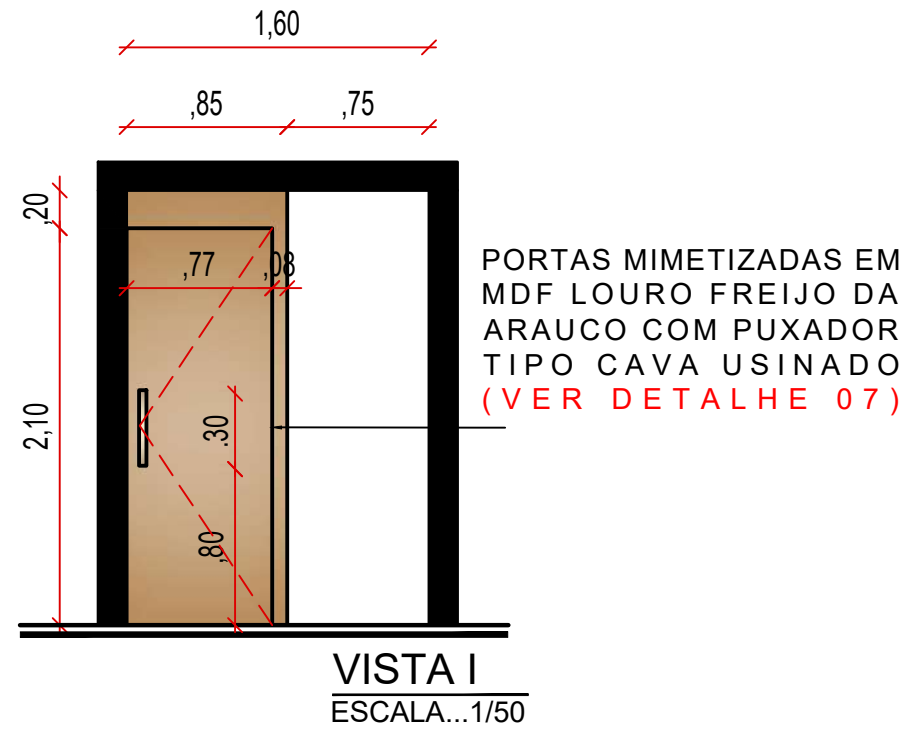 1,60
,85
,75
,20
,77
,08
PORTAS MIMETIZADAS EM
MDF LOURO FREIJO DA
ARAUCO COM PUXADOR
TIPO CAVA USINADO
(VER DETALHE 07)
2,10
.30
,80
VISTA I
ESCALA...1/50